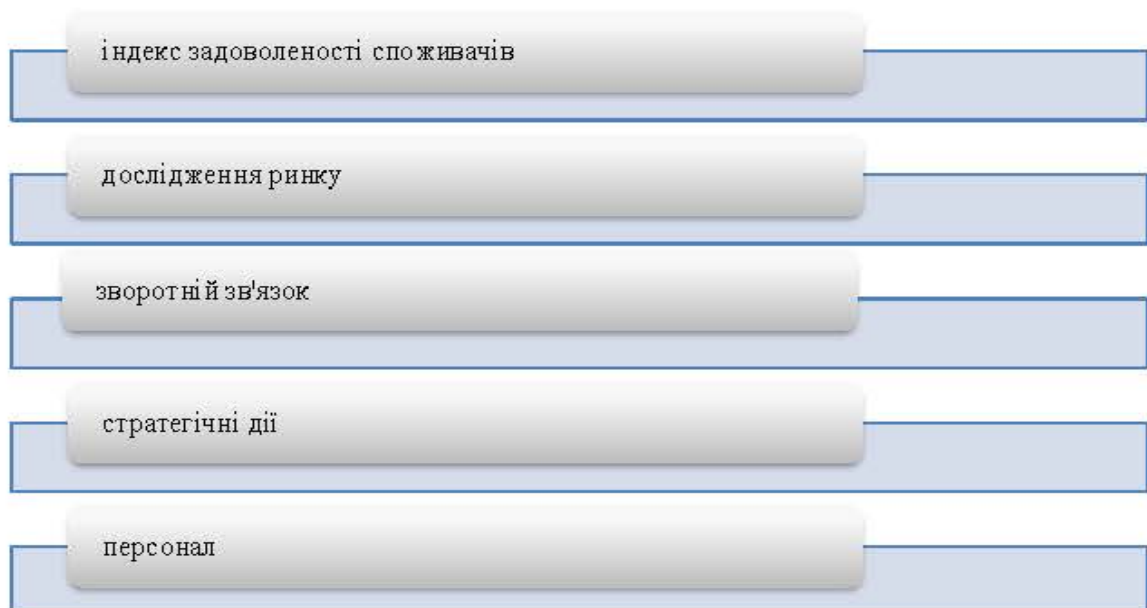 індекс задоволеності споживачів
дослідження ринку
зворотній зв'язок
стратегічні дії
персонал